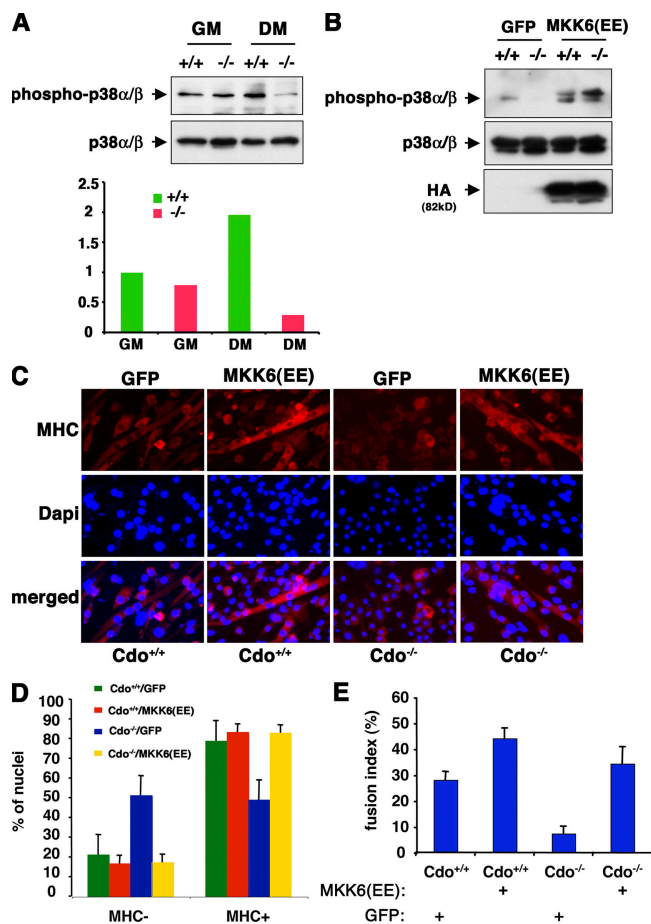 A
GM DM
+/+ -/- +/+ -/-
phospho-p38α/β
p38α/β
2.5
2
1.5
1
0.5
0
+/+
-/-
GM GM DM DM
B
GFP MKK6(EE)
+/+ -/- +/+ -/-
phospho-p38α/β
p38α/β
HA
(82kD)
C
GFP MKK6(EE) GFP MKK6(EE)
MHC
Dapi
merged
Cdo+/+ Cdo+/+ Cdo-/- Cdo-/-
D
% of nuclei
100
90
80
70
60
50
40
30
20
10
0
Cdo+/+/GFP
Cdo+/+/MKK6(EE)
Cdo-/-/GFP
Cdo-/-/MKK6(EE)
MHC- MHC+
E
fusion index (%)
60
50
40
30
20
10
0
Cdo+/+ Cdo+/+ Cdo-/- Cdo-/-
MKK6(EE): + +
GFP: + +